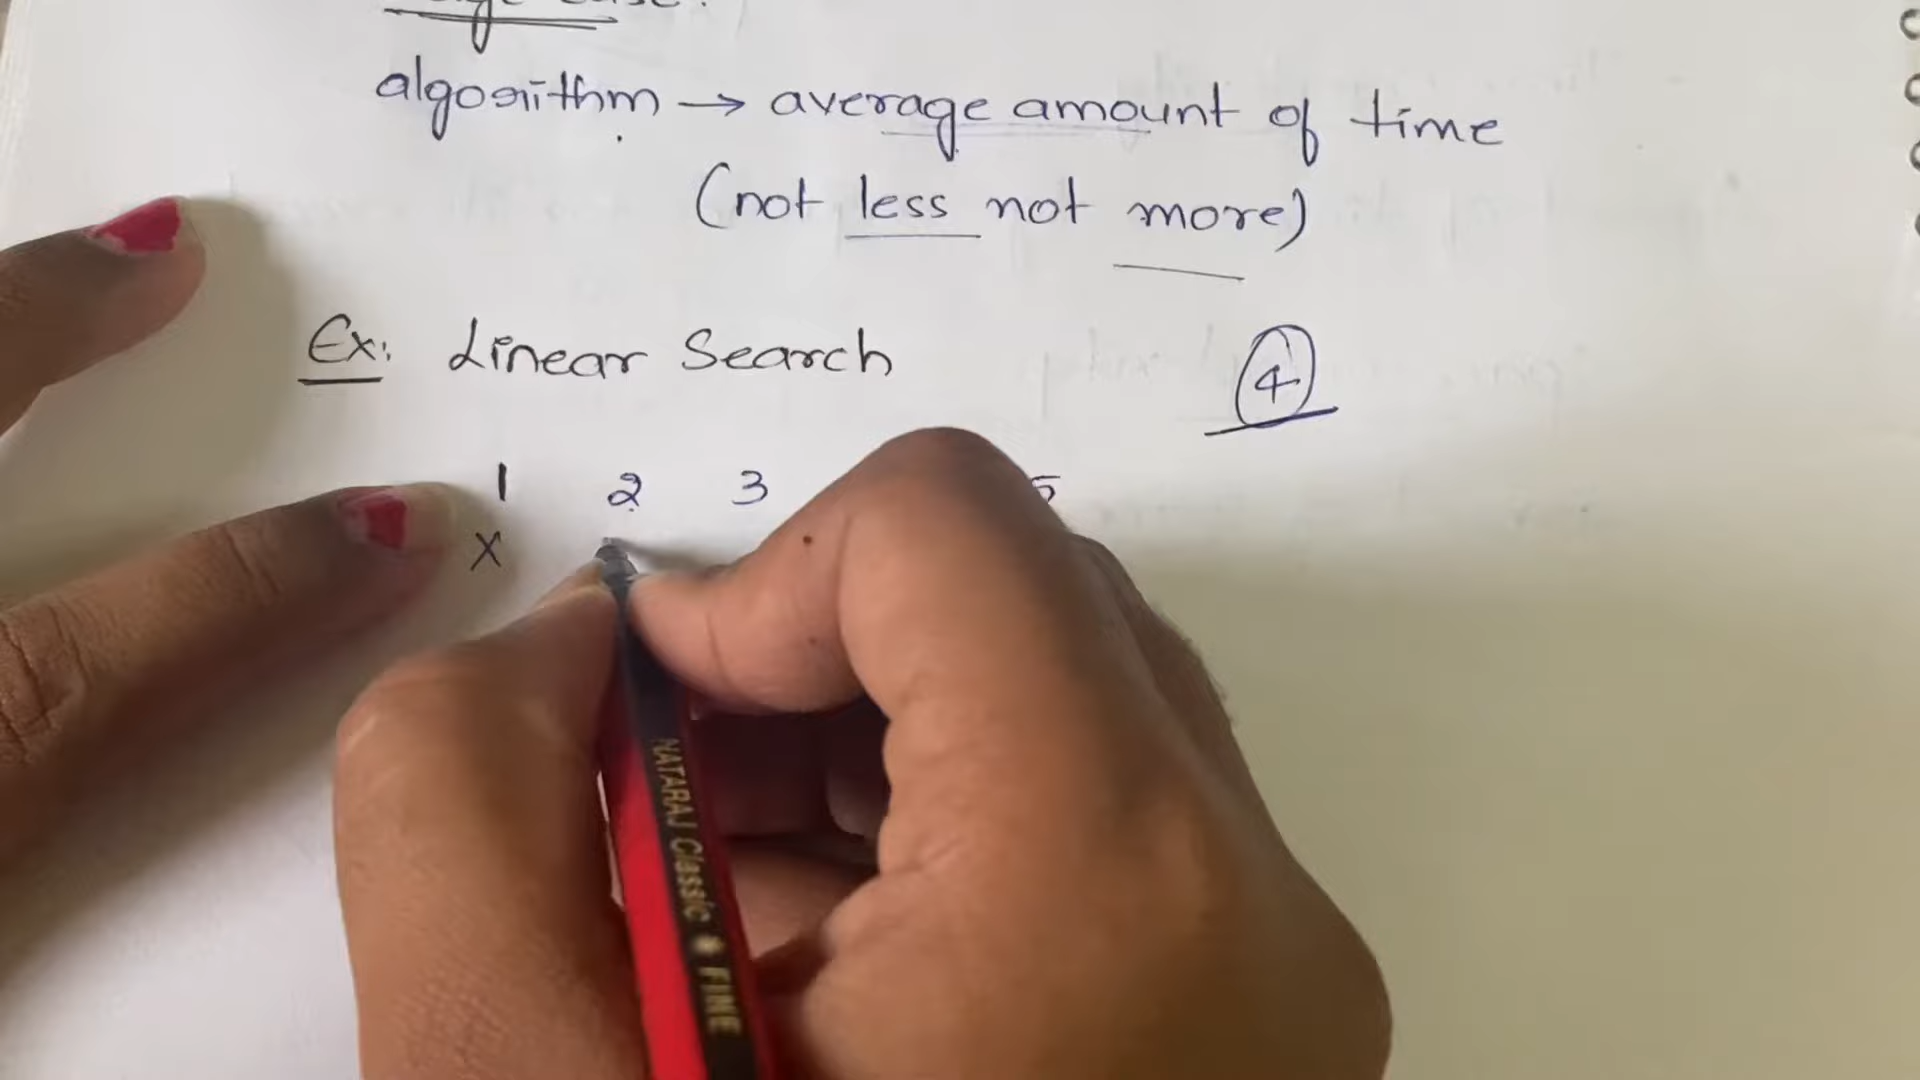 algorithm → average amount of time
(not less not more)
Ex: Linear Search
4
1 2 3 5
X
NATARAJ Classic ★ FINE